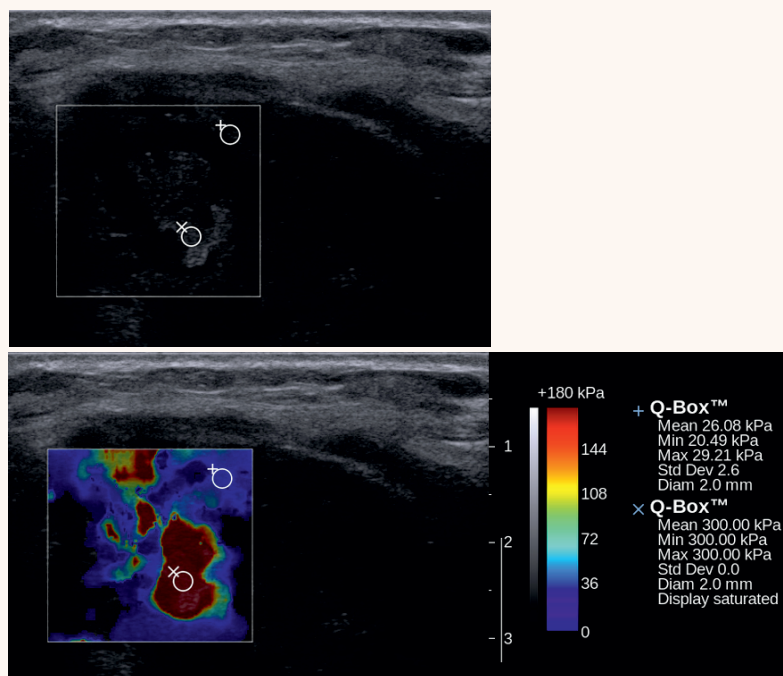 +180 kPa
144
108
72
36
0
1
2
3
+ Q-Box™
Mean 26.08 kPa
Min 20.49 kPa
Max 29.21 kPa
Std Dev 2.6
Diam 2.0 mm
× Q-Box™
Mean 300.00 kPa
Min 300.00 kPa
Max 300.00 kPa
Std Dev 0.0
Diam 2.0 mm
Display saturated